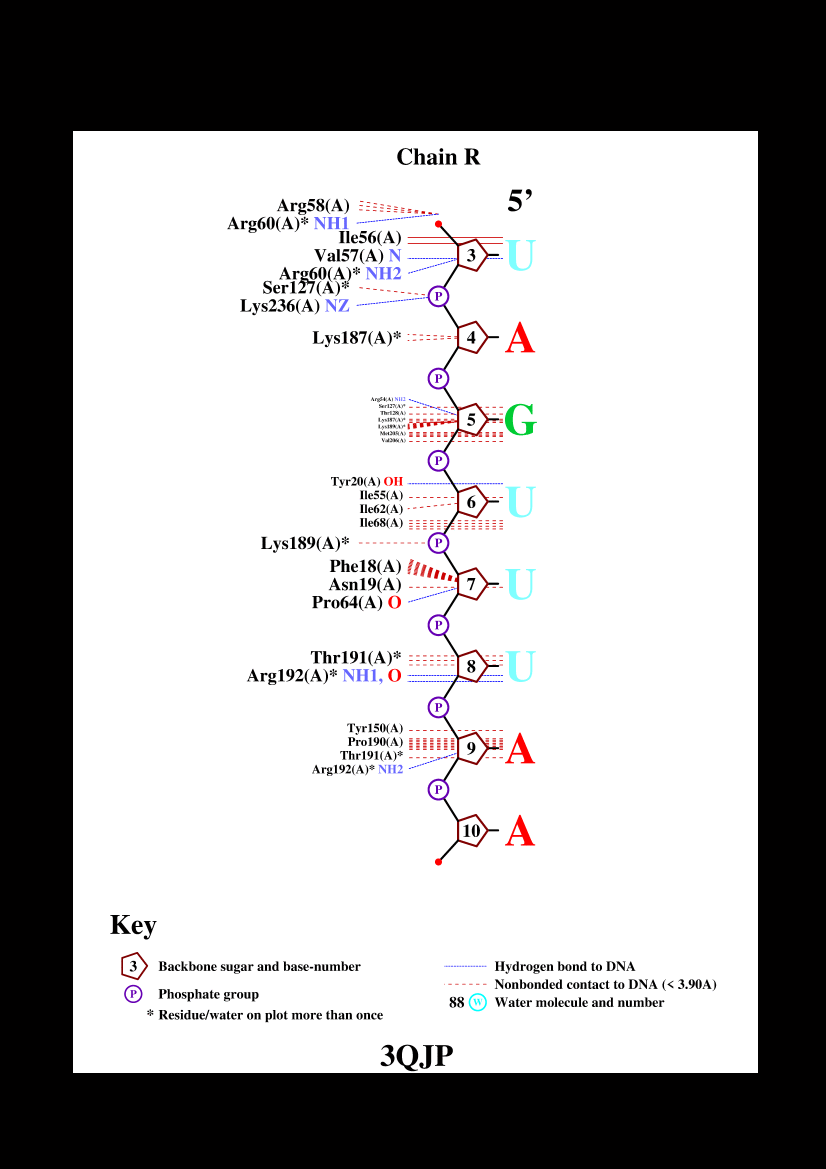 Chain R
5’
Arg58(A)
Arg60(A)* NH1
Ile56(A)
Val57(A) N
3 U
Arg60(A)* NH2
Ser127(A)*
P
Lys236(A) NZ
Lys187(A)* 4 A
P
Arg54(A) NH2
Ser127(A)*
Thr128(A)
Lys187(A)* 5 G
Lys189(A)*
Met205(A)
Val206(A)
P
Tyr20(A) OH
Ile55(A)
6 U
Ile62(A)
Ile68(A)
Lys189(A)* P
Phe18(A)
Asn19(A) 7 U
Pro64(A) O
P
Thr191(A)*
8 U
Arg192(A)* NH1, O
P
Tyr150(A)
Pro190(A)
9 A
Thr191(A)*
Arg192(A)* NH2
P
10 A
Key
3 Backbone sugar and base-number
P Phosphate group
* Residue/water on plot more than once
Hydrogen bond to DNA
Nonbonded contact to DNA (< 3.90A)
88 W Water molecule and number
3QJP